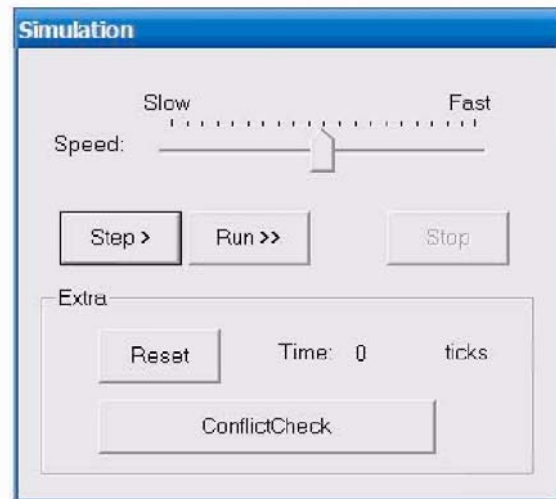 Simulation
Slow Fast
Speed:
Step > Run >> Stop
Extra
Reset Time: 0 ticks
ConflictCheck